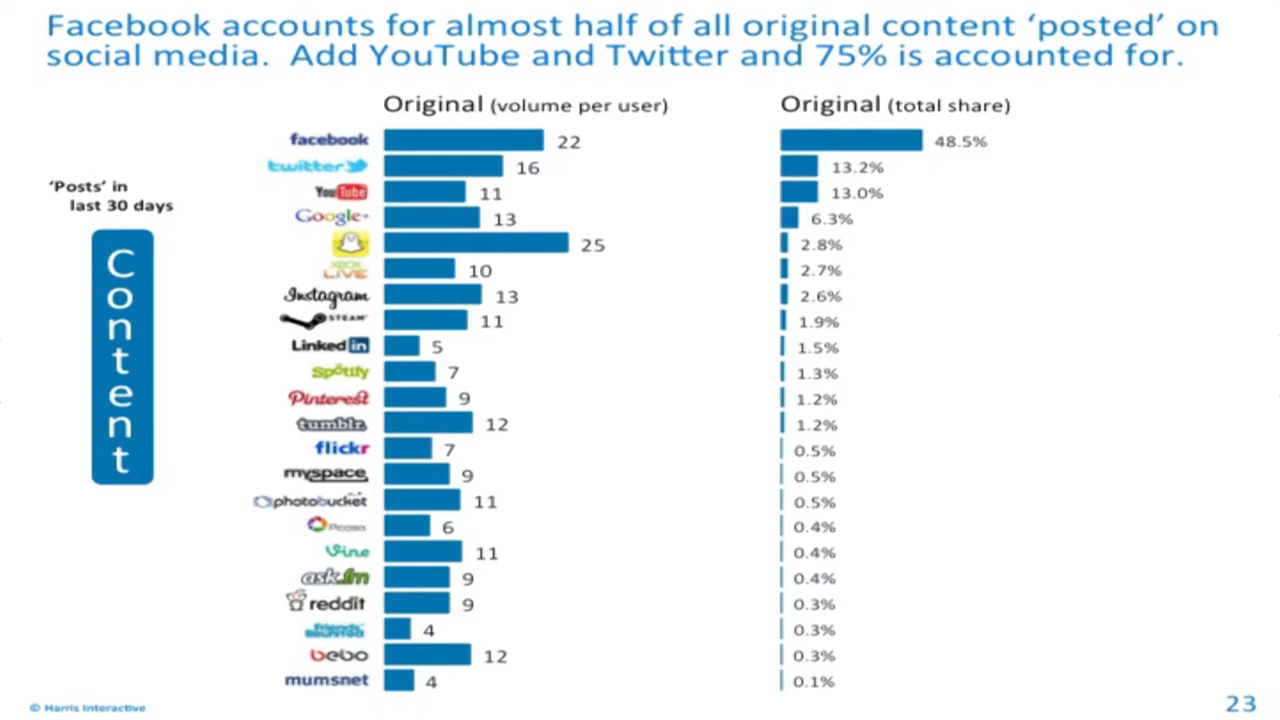 Facebook accounts for almost half of all original content ‘posted’ on
social media.  Add YouTube and Twitter and 75% is accounted for.
Original (volume per user)
Original (total share)
‘Posts’ in
last 30 days
Content
facebook 22 48.5%
twitter 16 13.2%
YouTube 11 13.0%
Google+ 13 6.3%
25 2.8%
XBOX LIVE 10 2.7%
Instagram 13 2.6%
STEAM 11 1.9%
Linked in 5 1.5%
Spotify 7 1.3%
Pinterest 9 1.2%
tumblr. 12 1.2%
flickr 7 0.5%
myspace 9 0.5%
photobucket 11 0.5%
Picasa 6 0.4%
Vine 11 0.4%
ask.fm 9 0.4%
reddit 9 0.3%
Friends Reunited 4 0.3%
bebo 12 0.3%
mumsnet 4 0.1%
© Harris Interactive
23